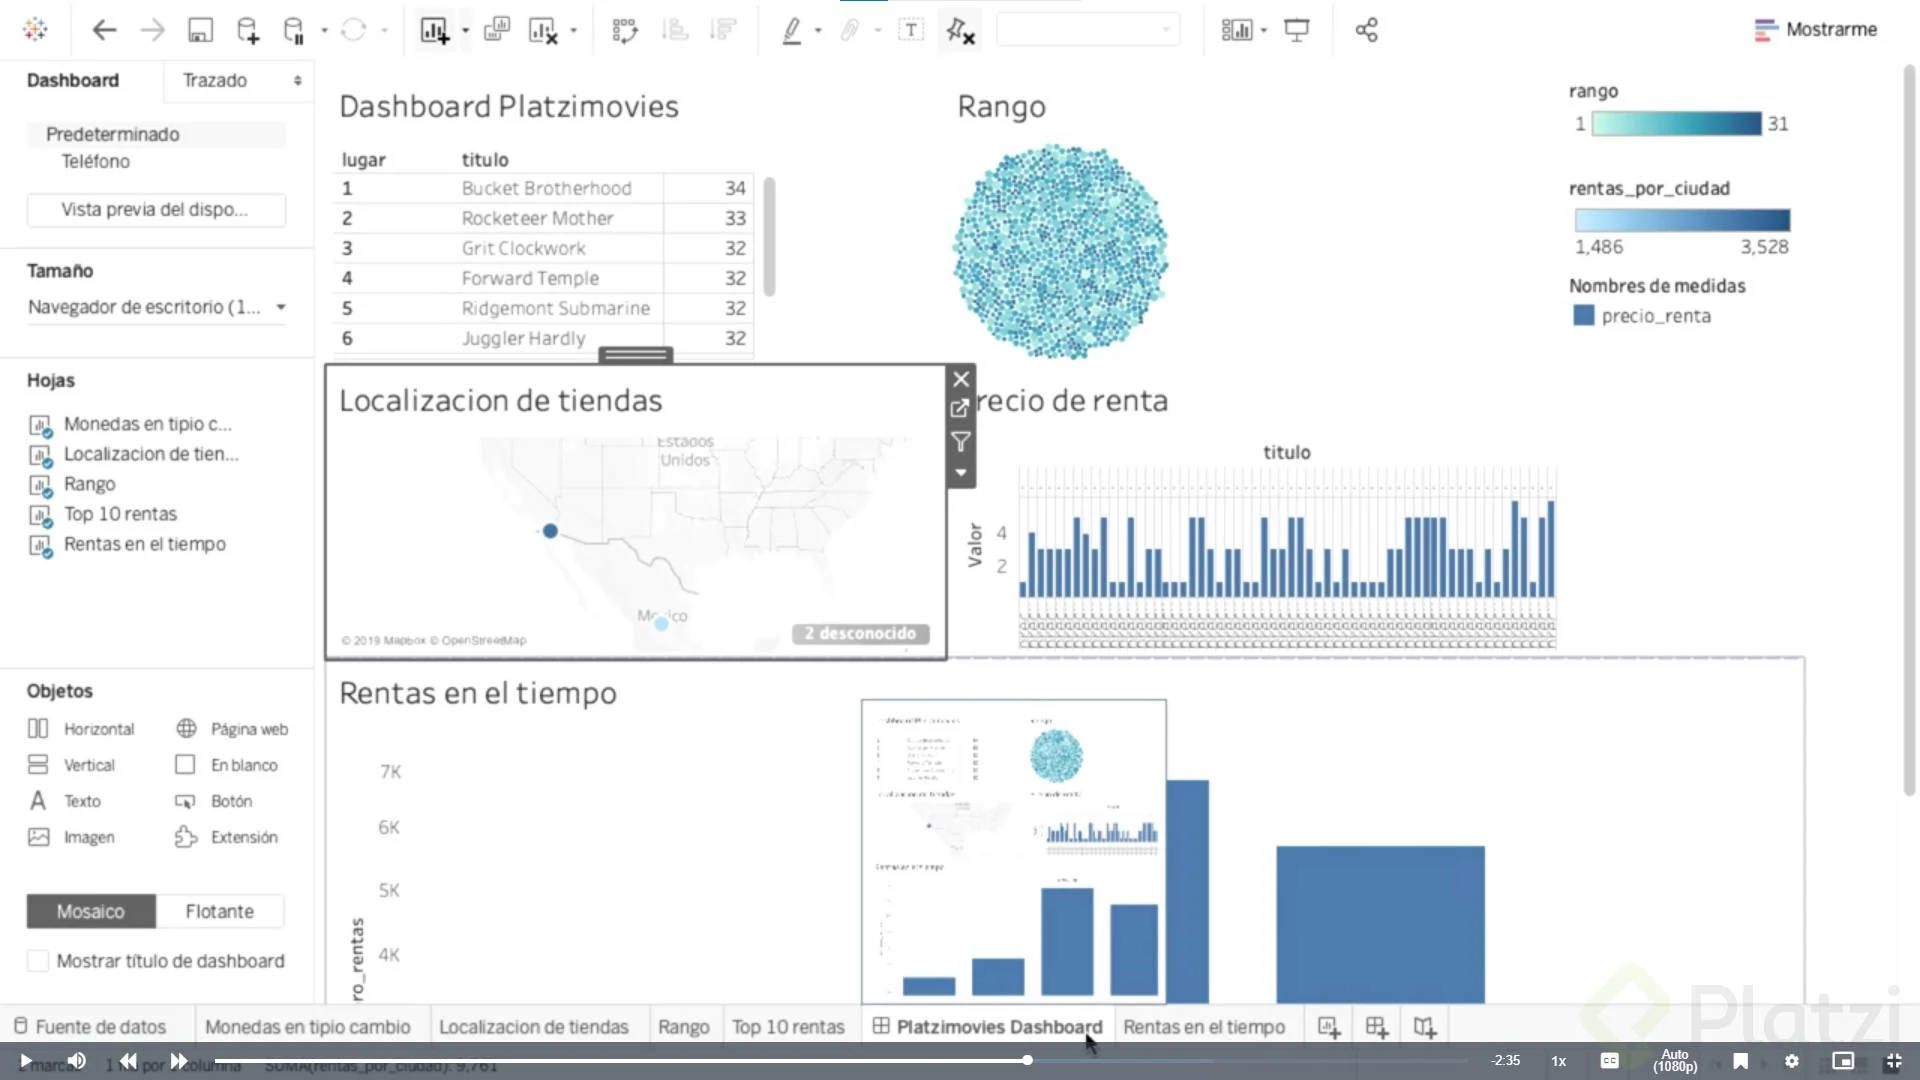 Mostrarme
Dashboard
Trazado
Predeterminado
Teléfono
Vista previa del dispo...
Tamaño
Navegador de escritorio (1...
Hojas
Monedas en tipio c...
Localizacion de tien...
Rango
Top 10 rentas
Rentas en el tiempo
Objetos
Horizontal
Página web
Vertical
En blanco
Texto
Botón
Imagen
Extensión
Mosaico
Flotante
Mostrar título de dashboard
Dashboard Platzimovies
lugar titulo
1 Bucket Brotherhood 34
2 Rocketeer Mother 33
3 Grit Clockwork 32
4 Forward Temple 32
5 Ridgemont Submarine 32
6 Juggler Hardly 32
Rango
rango
1 31
rentas_por_ciudad
1,486 3,528
Nombres de medidas
precio_renta
Localizacion de tiendas
Estados
Unidos
© 2019 Mapbox © OpenStreetMap
2 desconocido
recio de renta
titulo
Valor
4
2
Rentas en el tiempo
7K
6K
5K
4K
ro_rentas
Fuente de datos
Monedas en tipio cambio
Localizacion de tiendas
Rango
Top 10 rentas
Platzimovies Dashboard
Rentas en el tiempo
Platzi
SUMA(rentas_por_ciudad): 9,761
-2:35
1x
Auto
(1080p)